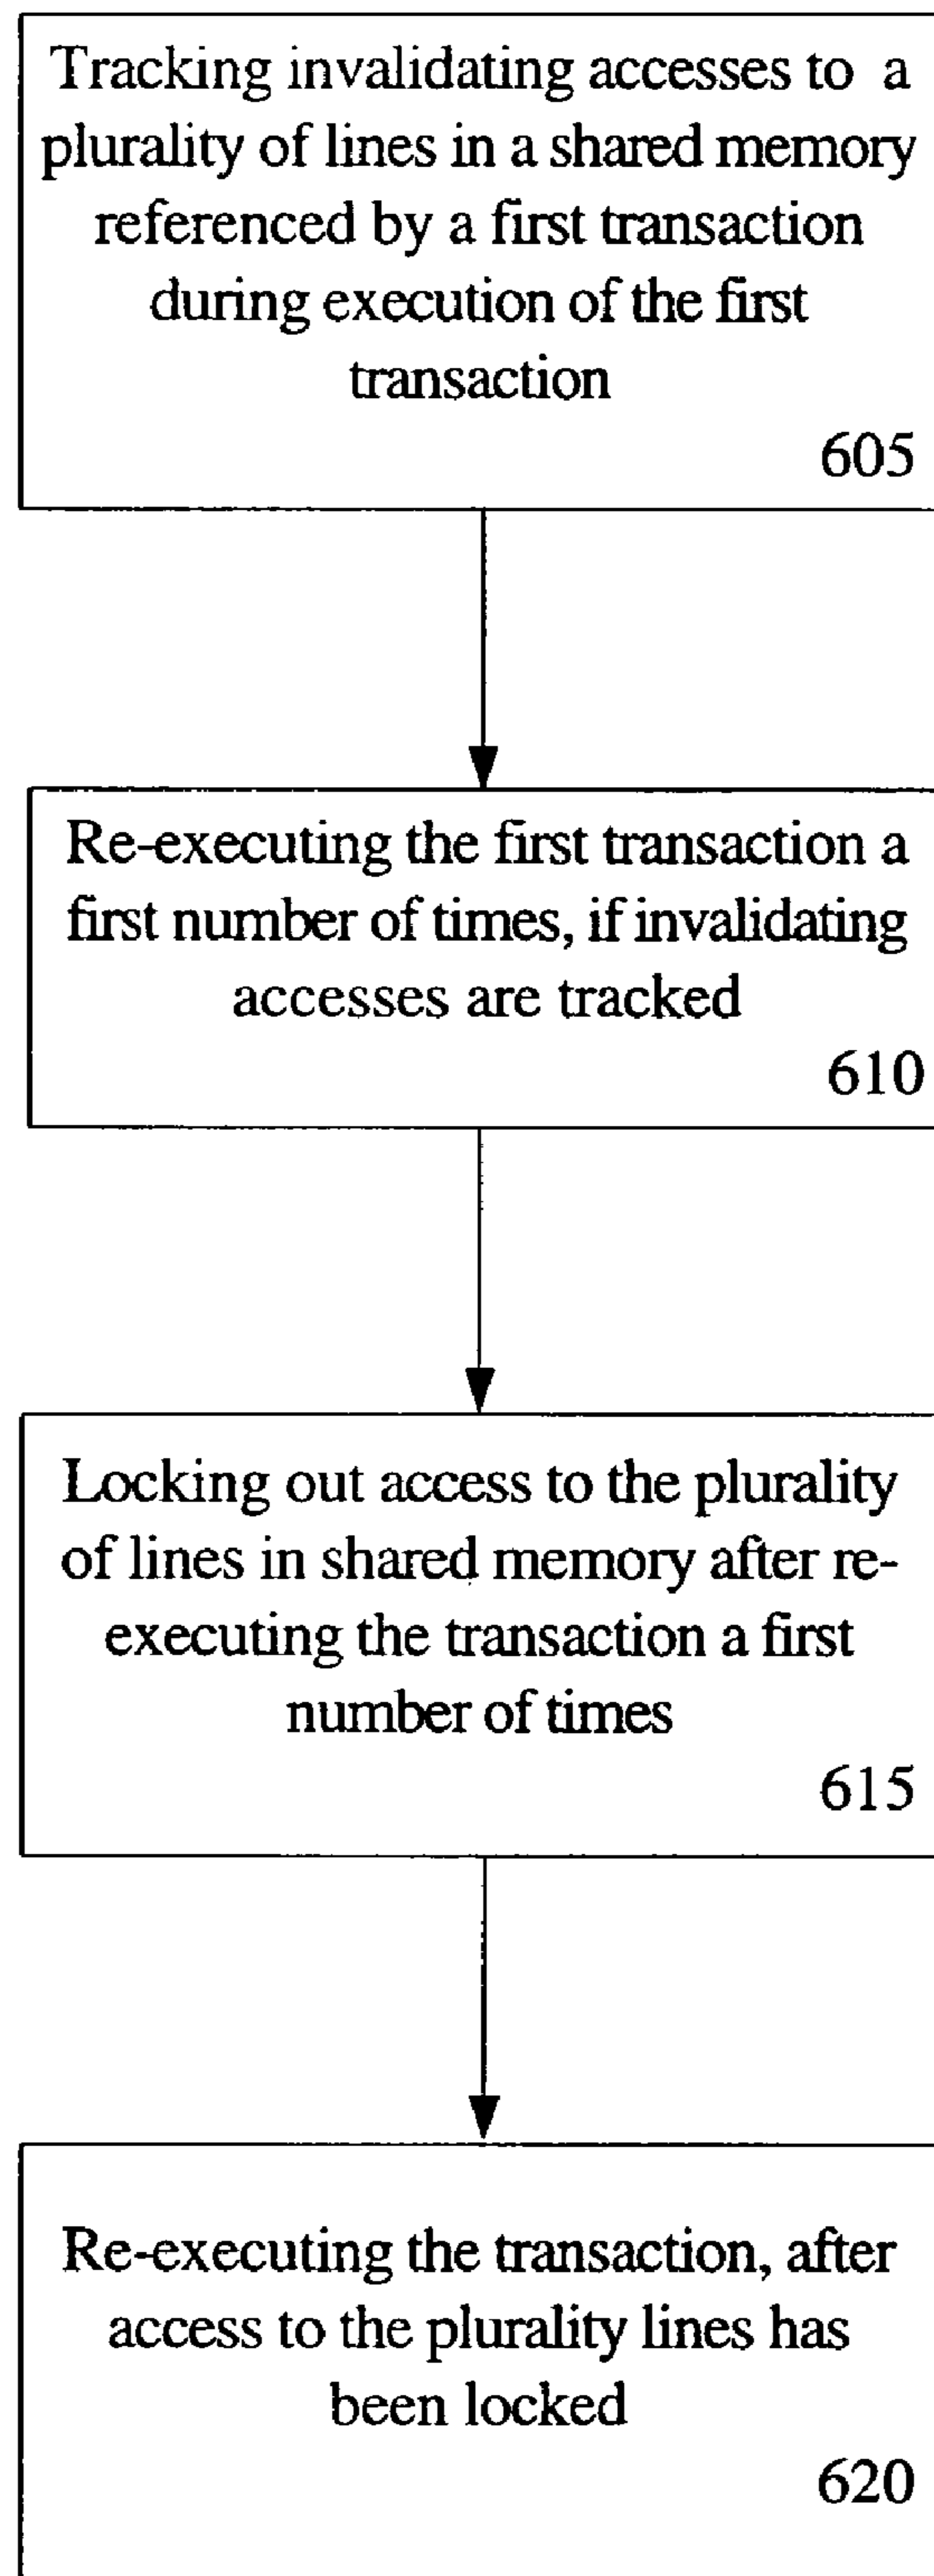 Tracking invalidating accesses to a
plurality of lines in a shared memory
referenced by a first transaction
during execution of the first
transaction
605
Re-executing the first transaction a
first number of times, if invalidating
accesses are tracked
610
Locking out access to the plurality
of lines in shared memory after re-
executing the transaction a first
number of times
615
Re-executing the transaction, after
access to the plurality lines has
been locked
620